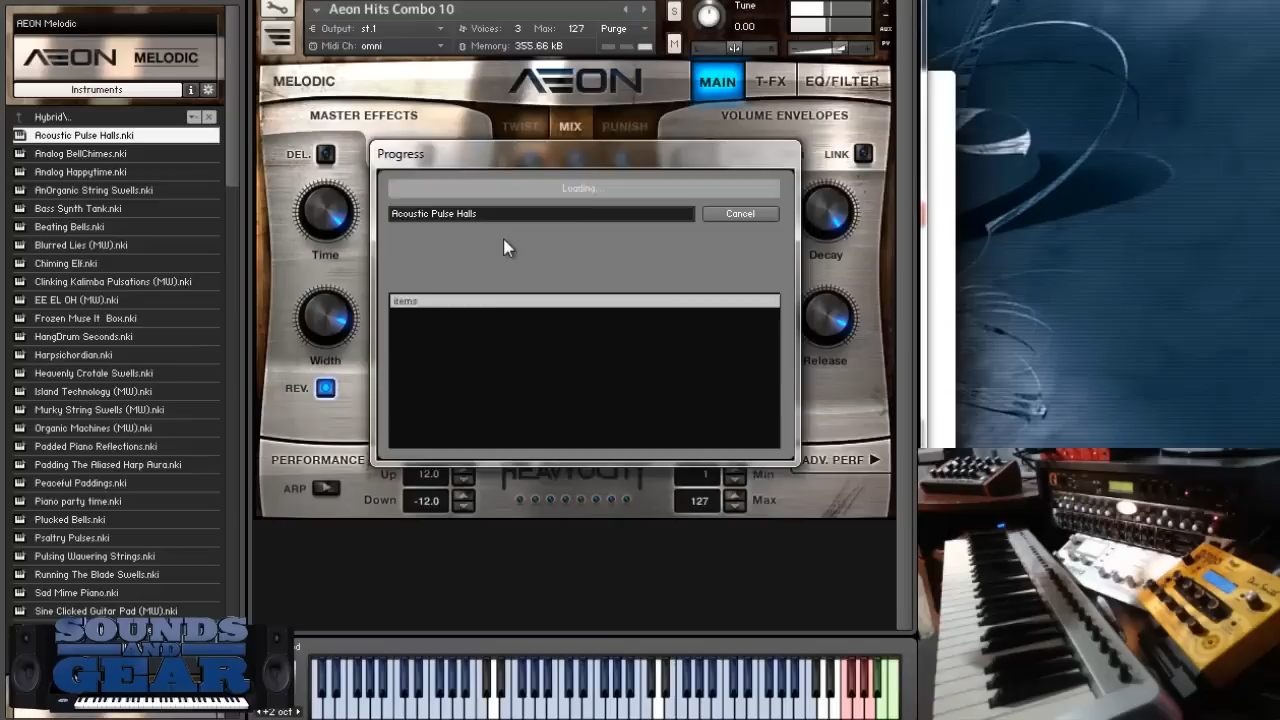 AEON Melodic
AEON MELODIC
Instruments
Hybrid\..
Acoustic Pulse Halls.nki
Analog BellChimes.nki
Analog Happytime.nki
AnOrganic String Swells.nki
Bass Synth Tank.nki
Beating Bells.nki
Blurred Lies (MW).nki
Chiming Elf.nki
Clinking Kalimba Pulsations (MW).nki
EE EL OH (MW).nki
Frozen Muse It Box.nki
HangDrum Seconds.nki
Harpsichordian.nki
Heavenly Crotale Swells.nki
Island Technology (MW).nki
Murky String Swells (MW).nki
Organic Machines (MW).nki
Padded Piano Reflections.nki
Padding The Aliased Harp Aura.nki
Peaceful Paddings.nki
Piano party time.nki
Plucked Bells.nki
Psaltry Pulses.nki
Pulsing Wavering Strings.nki
Running The Blade Swells.nki
Sad Mime Piano.nki
Sine Clicked Guitar Pad (MW).nki
SOUNDS
AND
GEAR
Aeon Hits Combo 10
Output: st.1 Voices: 3 Max: 127 Purge
Midi Ch: omni Memory: 355.66 kB
S
M
Tune
0.00
AUX
PV
MELODIC AEON MAIN T-FX EQ/FILTER
MASTER EFFECTS TWIST MIX PUNISH VOLUME ENVELOPES
DEL. LINK
Time Decay
Width Release
REV.
Progress
Loading...
Acoustic Pulse Halls Cancel
items
PERFORMANCE Up 12.0 HEAVYOCITY 1 Min ADV. PERF
ARP Down -12.0 127 Max
+2 oct